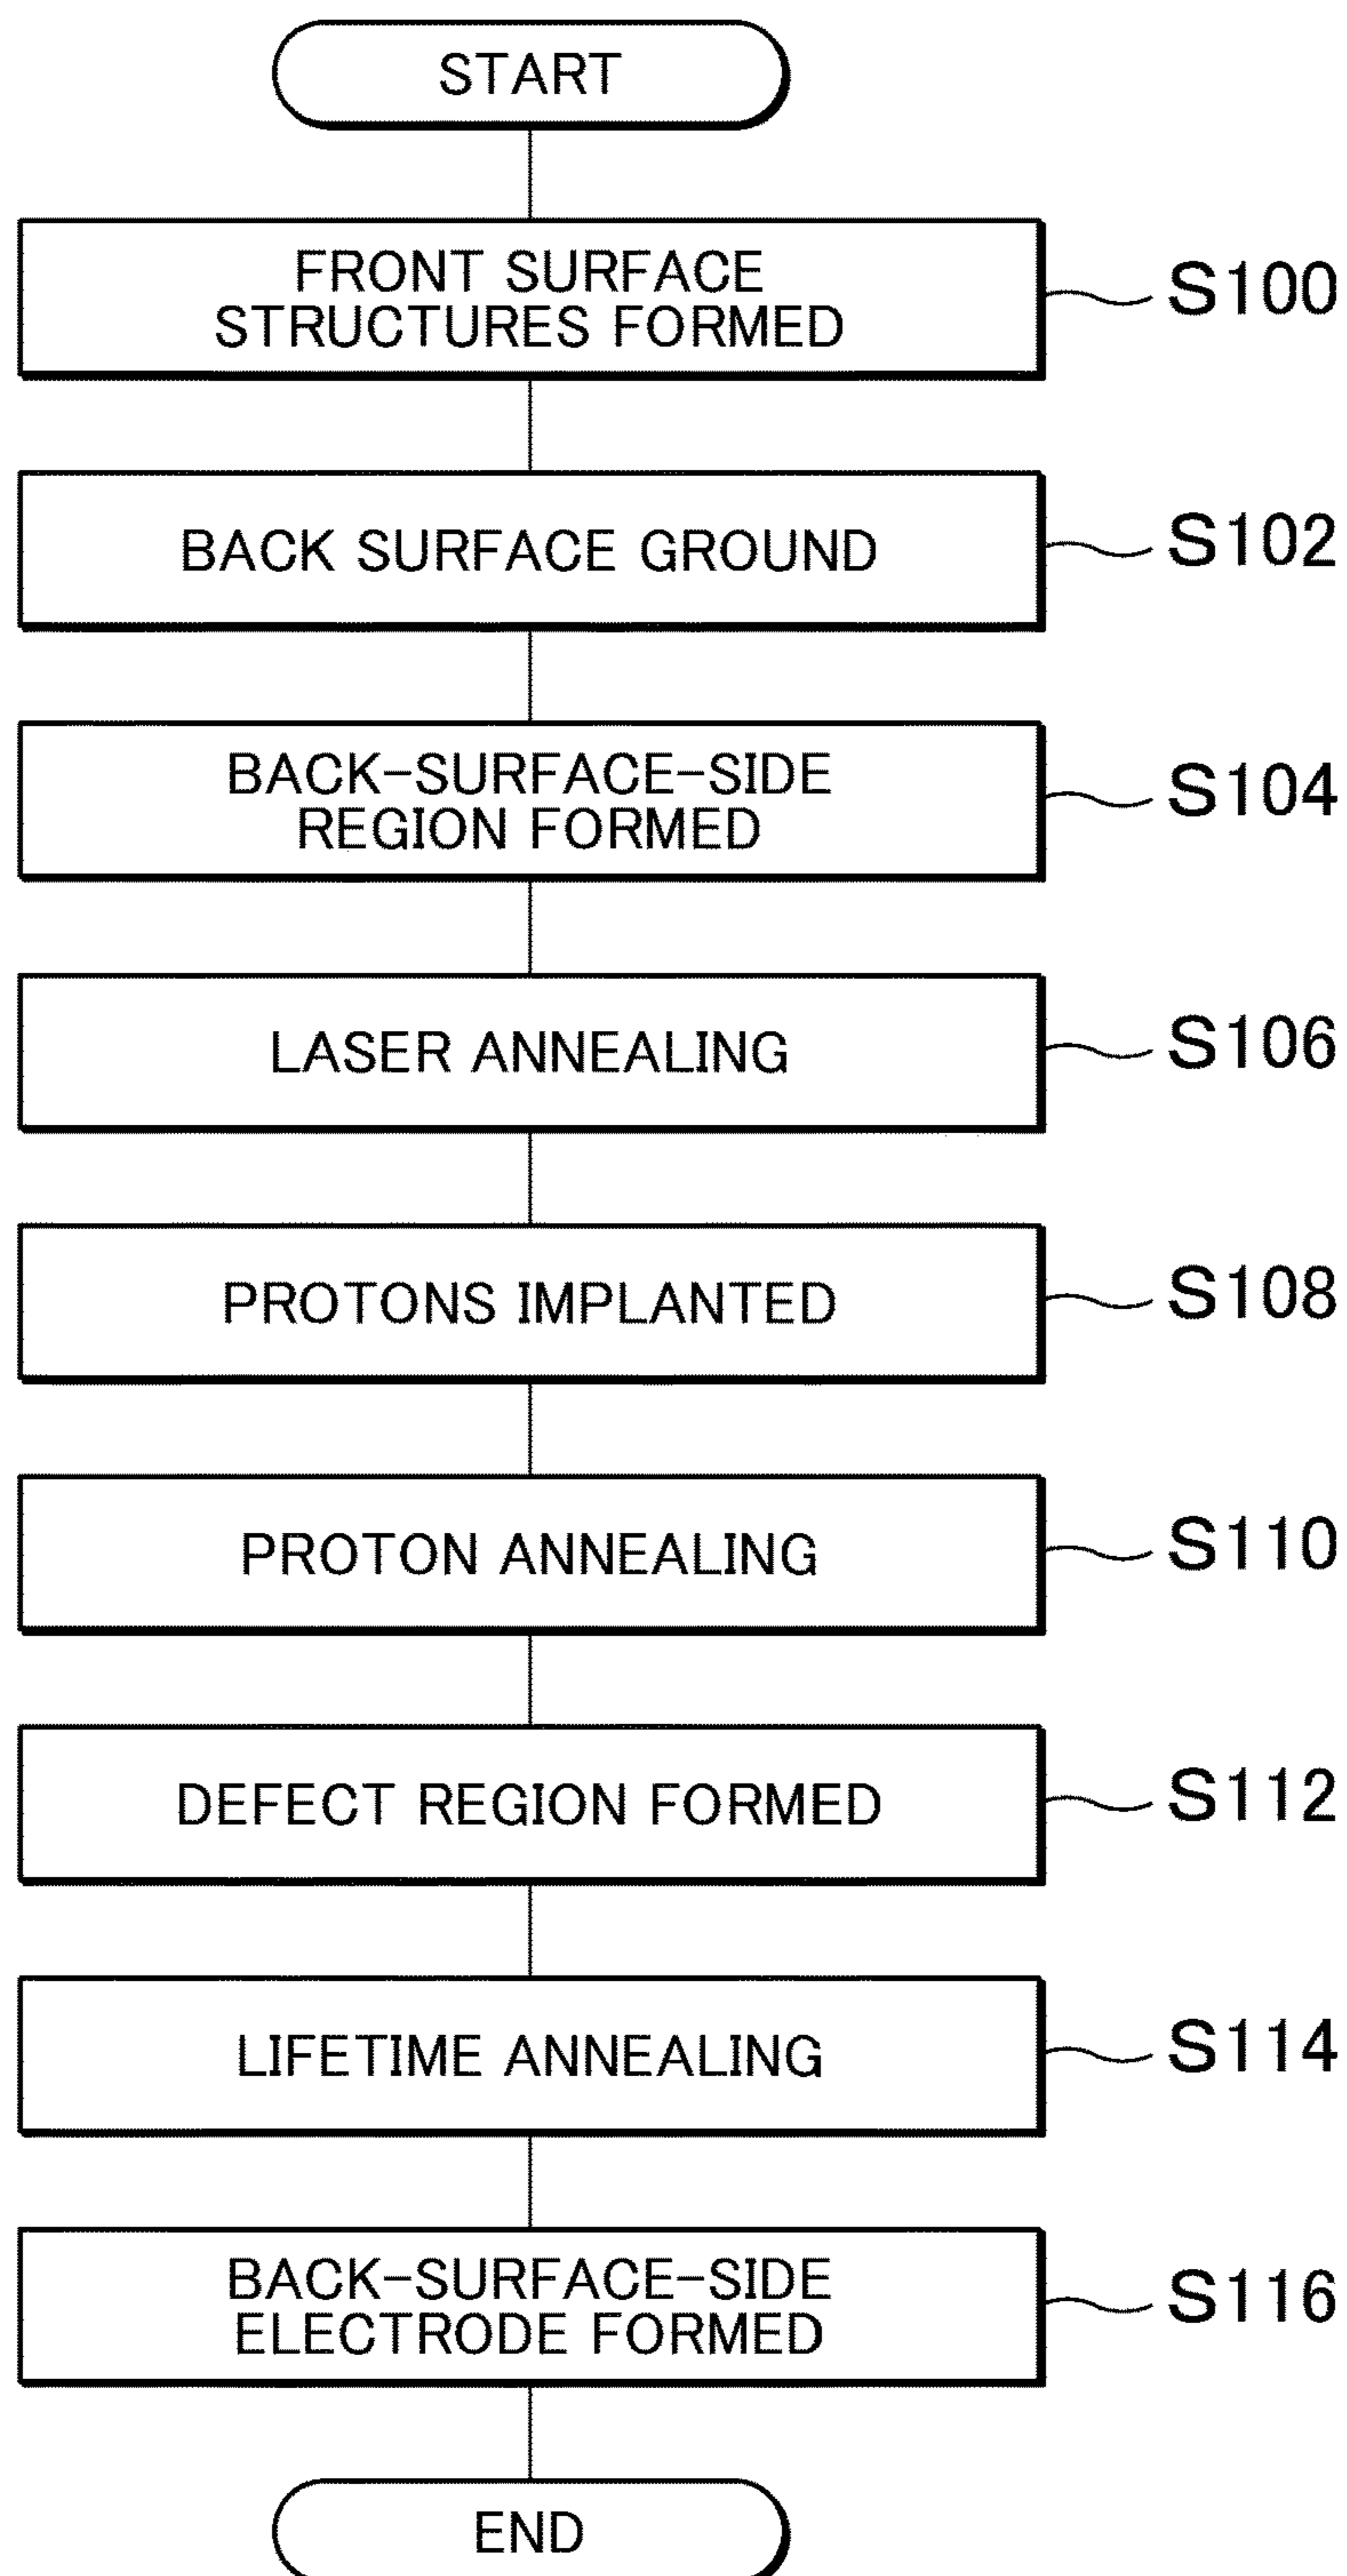 START
FRONT SURFACE
STRUCTURES FORMED
S100
BACK SURFACE GROUND
S102
BACK-SURFACE-SIDE
REGION FORMED
S104
LASER ANNEALING
S106
PROTONS IMPLANTED
S108
PROTON ANNEALING
S110
DEFECT REGION FORMED
S112
LIFETIME ANNEALING
S114
BACK-SURFACE-SIDE
ELECTRODE FORMED
S116
END